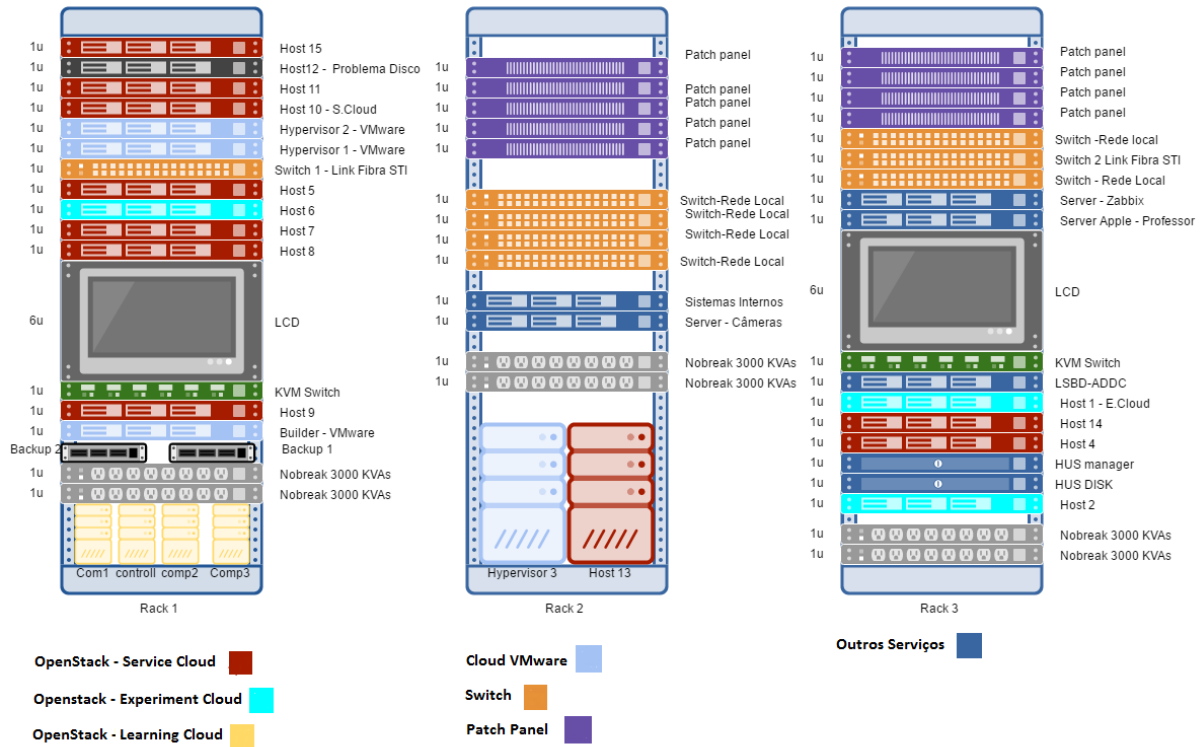 1u Host 15
1u Host12 - Problema Disco
1u Host 11
1u Host 10 - S.Cloud
1u Hypervisor 2 - VMware
1u Hypervisor 1 - VMware
1u Switch 1 - Link Fibra STI
1u Host 5
1u Host 6
1u Host 7
1u Host 8
6u LCD
1u KVM Switch
1u Host 9
1u Builder - VMware
Backup 2 Backup 1
1u Nobreak 3000 KVAs
1u Nobreak 3000 KVAs
Com1 controll comp2 Comp3
Rack 1
Patch panel
1u
1u Patch panel
1u Patch panel
1u Patch panel
1u Patch panel
1u Switch-Rede Local
1u Switch-Rede Local
1u Switch-Rede Local
1u Switch-Rede Local
1u Sistemas Internos
1u Server - Câmeras
1u Nobreak 3000 KVAs
1u Nobreak 3000 KVAs
Hypervisor 3 Host 13
Rack 2
1u Patch panel
1u Patch panel
1u Patch panel
1u Patch panel
1u Switch -Rede local
1u Switch 2 Link Fibra STI
1u Switch - Rede Local
1u Server - Zabbix
1u Server Apple - Professor
6u LCD
1u KVM Switch
1u LSBD-ADDC
1u Host 1 - E.Cloud
1u Host 14
1u Host 4
1u HUS manager
1u HUS DISK
1u Host 2
1u Nobreak 3000 KVAs
1u Nobreak 3000 KVAs
Rack 3
OpenStack - Service Cloud
Openstack - Experiment Cloud
OpenStack - Learning Cloud
Cloud VMware
Switch
Patch Panel
Outros Serviços